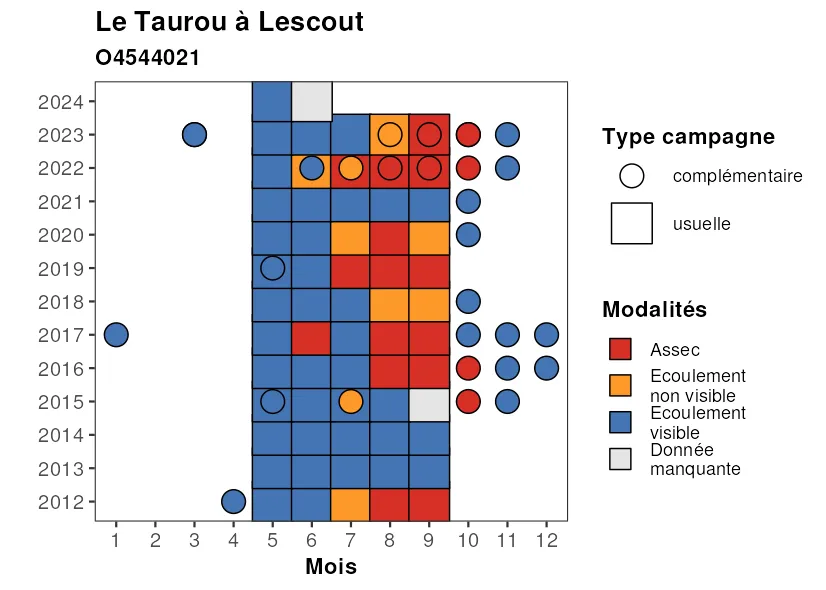 Le Taurou à Lescout
O4544021
2024
2023
2022
2021
2020
2019
2018
2017
2016
2015
2014
2013
2012
1 2 3 4 5 6 7 8 9 10 11 12
Mois
Type campagne
complémentaire
usuelle
Modalités
Assec
Ecoulement
non visible
Ecoulement
visible
Donnée
manquante